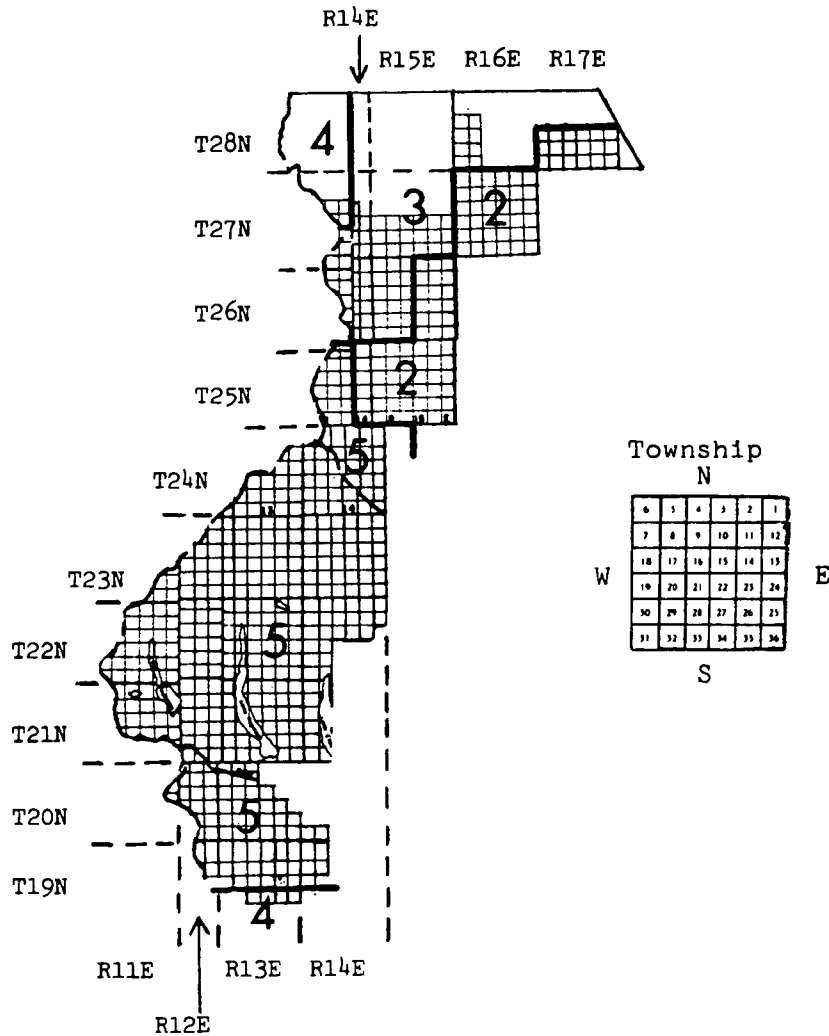 R14E
R15E R16E R17E
T28N
4
3
2
T27N
T26N
2
T25N
5
T24N
Township
N
6 5 4 3 2 1
7 8 9 10 11 12
W
18 17 16 15 14 13
E
19 20 21 22 23 24
30 29 28 27 26 25
31 32 33 34 35 36
S
T23N
5
T22N
T21N
T20N
5
T19N
4
R11E R13E R14E
R12E